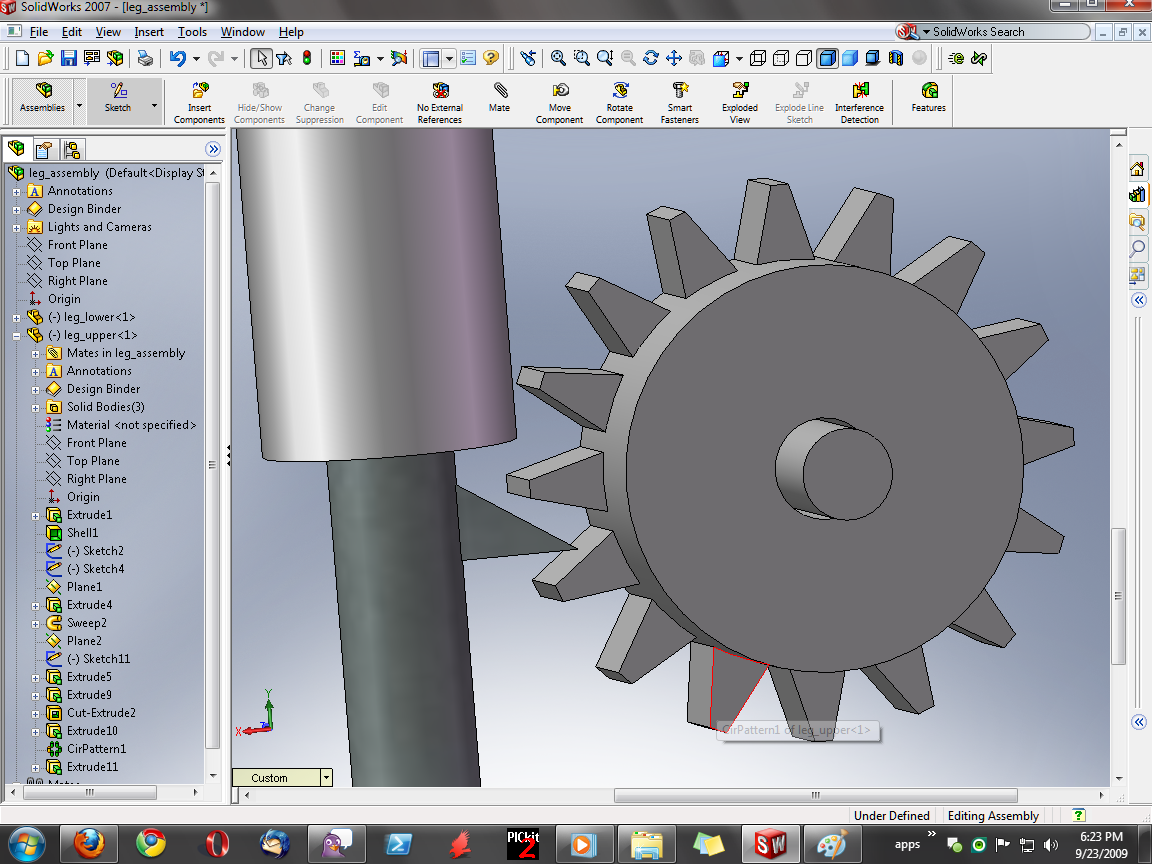 SolidWorks 2007 - [leg_assembly *]
File Edit View Insert Tools Window Help
SolidWorks Search
Assemblies
Sketch
Insert Components
Hide/Show Components
Change Suppression
Edit Component
No External References
Mate
Move Component
Rotate Component
Smart Fasteners
Exploded View
Explode Line Sketch
Interference Detection
Features
leg_assembly (Default<Display St
Annotations
Design Binder
Lights and Cameras
Front Plane
Top Plane
Right Plane
Origin
(-) leg_lower<1>
(-) leg_upper<1>
Mates in leg_assembly
Annotations
Design Binder
Solid Bodies(3)
Material <not specified>
Front Plane
Top Plane
Right Plane
Origin
Extrude1
Shell1
(-) Sketch2
(-) Sketch4
Plane1
Extrude4
Sweep2
Plane2
(-) Sketch11
Extrude5
Extrude9
Cut-Extrude2
Extrude10
CirPattern1
Extrude11
CirPattern1 of leg_upper<1>
Y
X
Z
Custom
Under Defined
Editing Assembly
PICkit 2
apps
6:23 PM
9/23/2009